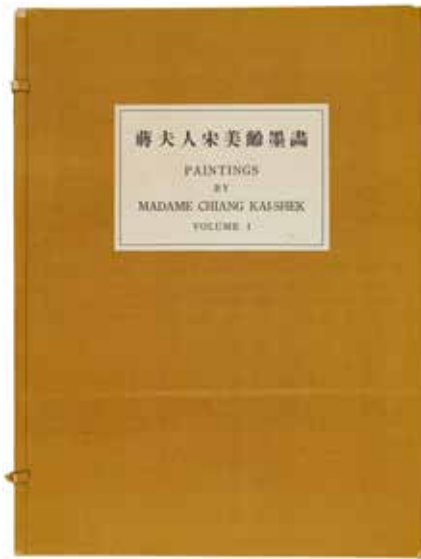 蔣夫人宋美齡墨畫
PAINTINGS
BY
MADAME CHIANG KAI-SHEK
VOLUME I